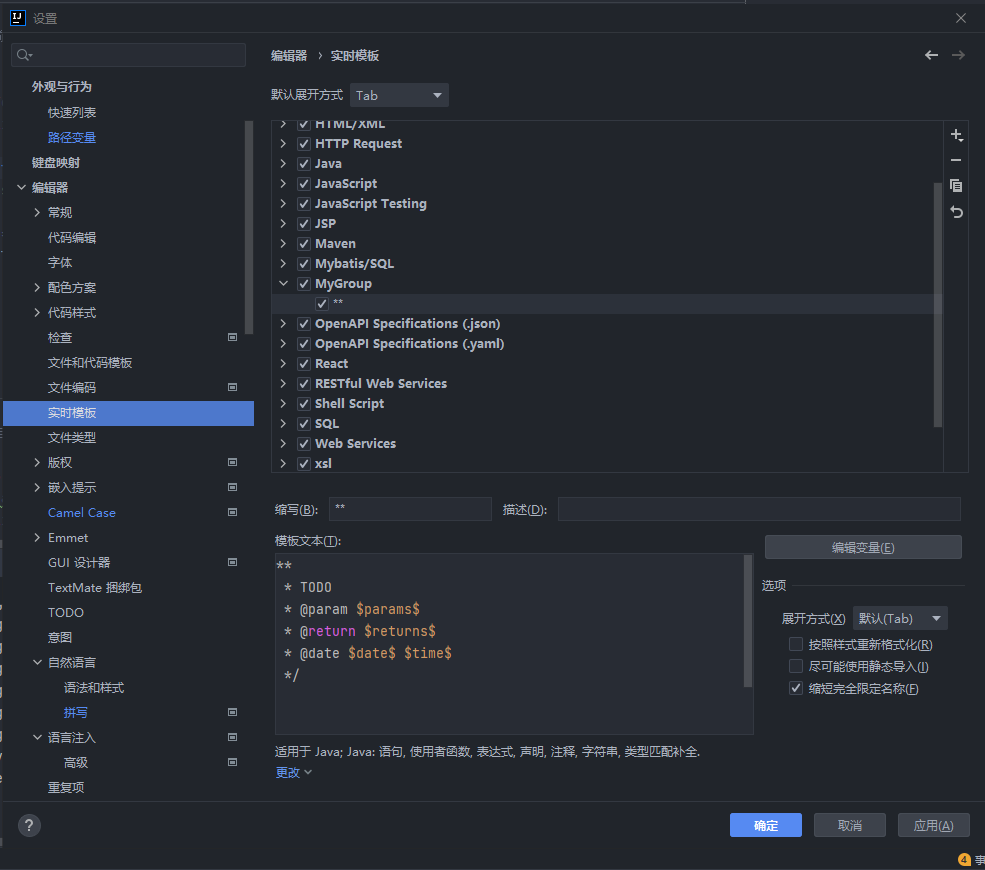 IJ 设置
编辑器 › 实时模板
外观与行为
快速列表
路径变量
键盘映射
编辑器
常规
代码编辑
字体
配色方案
代码样式
检查
文件和代码模板
文件编码
实时模板
文件类型
版权
嵌入提示
Camel Case
Emmet
GUI 设计器
TextMate 捆绑包
TODO
意图
自然语言
语法和样式
拼写
语言注入
高级
重复项
默认展开方式 Tab
HTML/XML
HTTP Request
Java
JavaScript
JavaScript Testing
JSP
Maven
Mybatis/SQL
MyGroup
**
OpenAPI Specifications (.json)
OpenAPI Specifications (.yaml)
React
RESTful Web Services
Shell Script
SQL
Web Services
xsl
缩写(B): ** 描述(D):
模板文本(T):
**
* TODO
* @param $params$
* @return $returns$
* @date $date$ $time$
*/
编辑变量(E)
选项
展开方式(X) 默认(Tab)
按照样式重新格式化(R)
尽可能使用静态导入(I)
缩短完全限定名称(F)
适用于 Java; Java: 语句, 使用者函数, 表达式, 声明, 注释, 字符串, 类型匹配补全.
更改
? 确定 取消 应用(A)
4 事